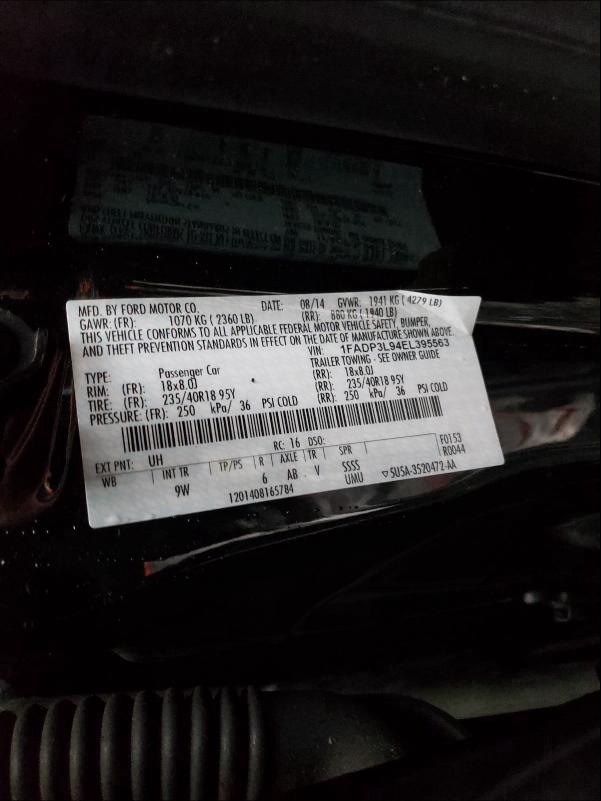 MFD. BY FORD MOTOR CO. DATE: 08/14 GVWR: 1941 KG ( 4279 LB)
GAWR: (FR): 1070 KG ( 2360 LB) (RR): 880 KG ( 1940 LB)
THIS VEHICLE CONFORMS TO ALL APPLICABLE FEDERAL MOTOR VEHICLE SAFETY, BUMPER,
AND THEFT PREVENTION STANDARDS IN EFFECT ON THE DATE OF MANUFACTURE SHOWN ABOVE.
VIN: 1FADP3L94EL395563
TYPE: Passenger Car TRAILER TOWING - SEE OWNER GUIDE
RIM: (FR): 18x8.0J (RR): 18x8.0J
TIRE: (FR): 235/40R18 95Y (RR): 235/40R18 95Y
PRESSURE: (FR): 250 kPa/ 36 PSI COLD (RR): 250 kPa/ 36 PSI COLD
F0153
EXT PNT: UH RC: 16 DSO: R0044
WB INT TR TP/PS R AXLE TR SPR
9W 6 AB . V SSSS
UMU ▽5U5A-3520472-AA
1201408165784